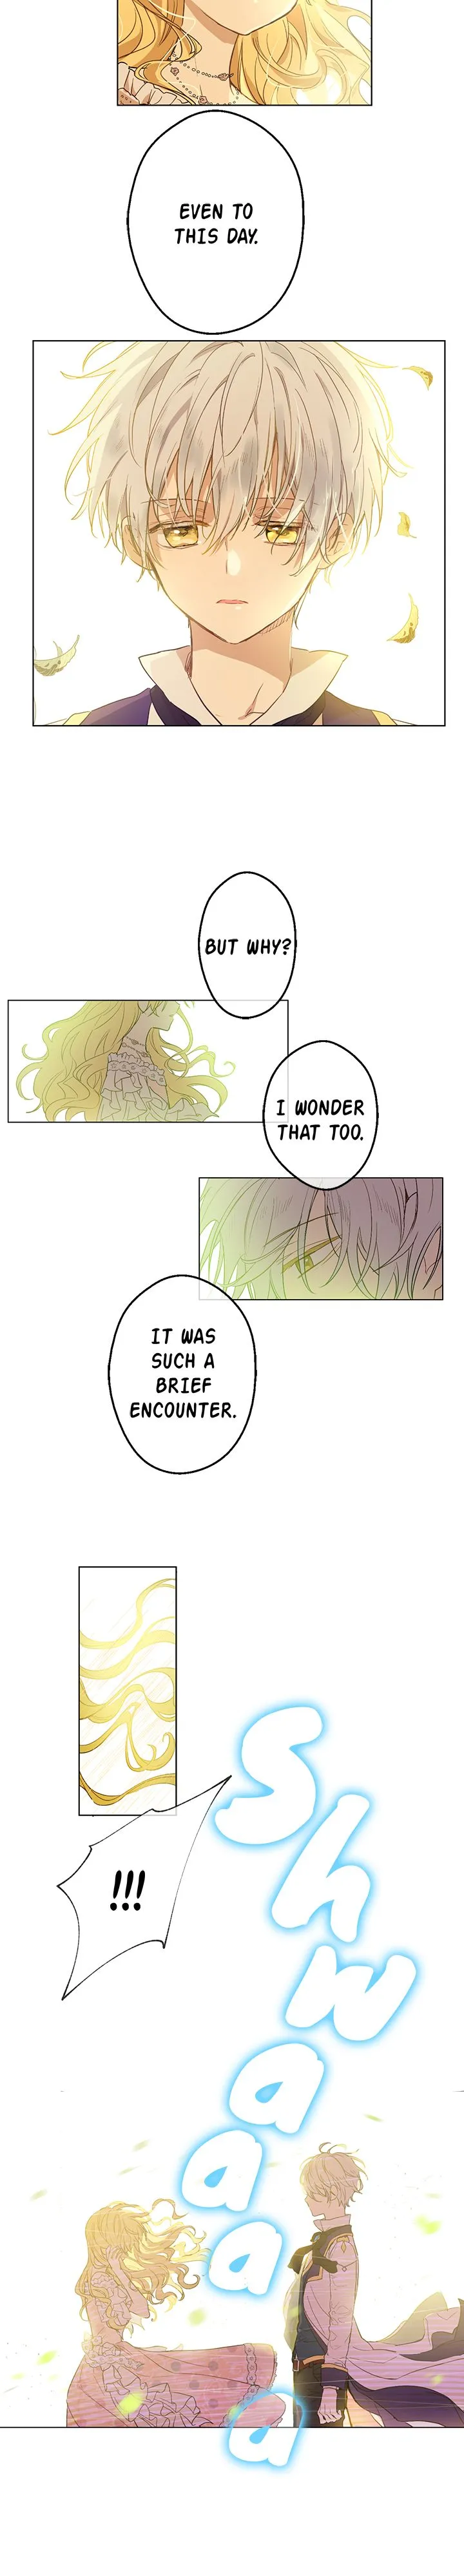 EVEN TO
THIS DAY.
BUT WHY?
I WONDER
THAT TOO.
IT WAS
SUCH A
BRIEF
ENCOUNTER.
!!!
Shwaaaa